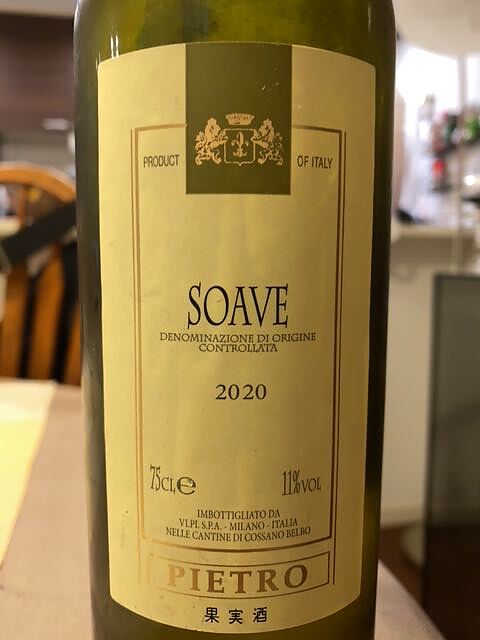 PRODUCT OF ITALY
SOAVE
DENOMINAZIONE DI ORIGINE
CONTROLLATA
2020
75CL℮ 11%VOL
IMBOTTIGLIATO DA
VI.PI. S.P.A. - MILANO - ITALIA
NELLE CANTINE DI COSSANO BELBO
PIETRO
果実酒